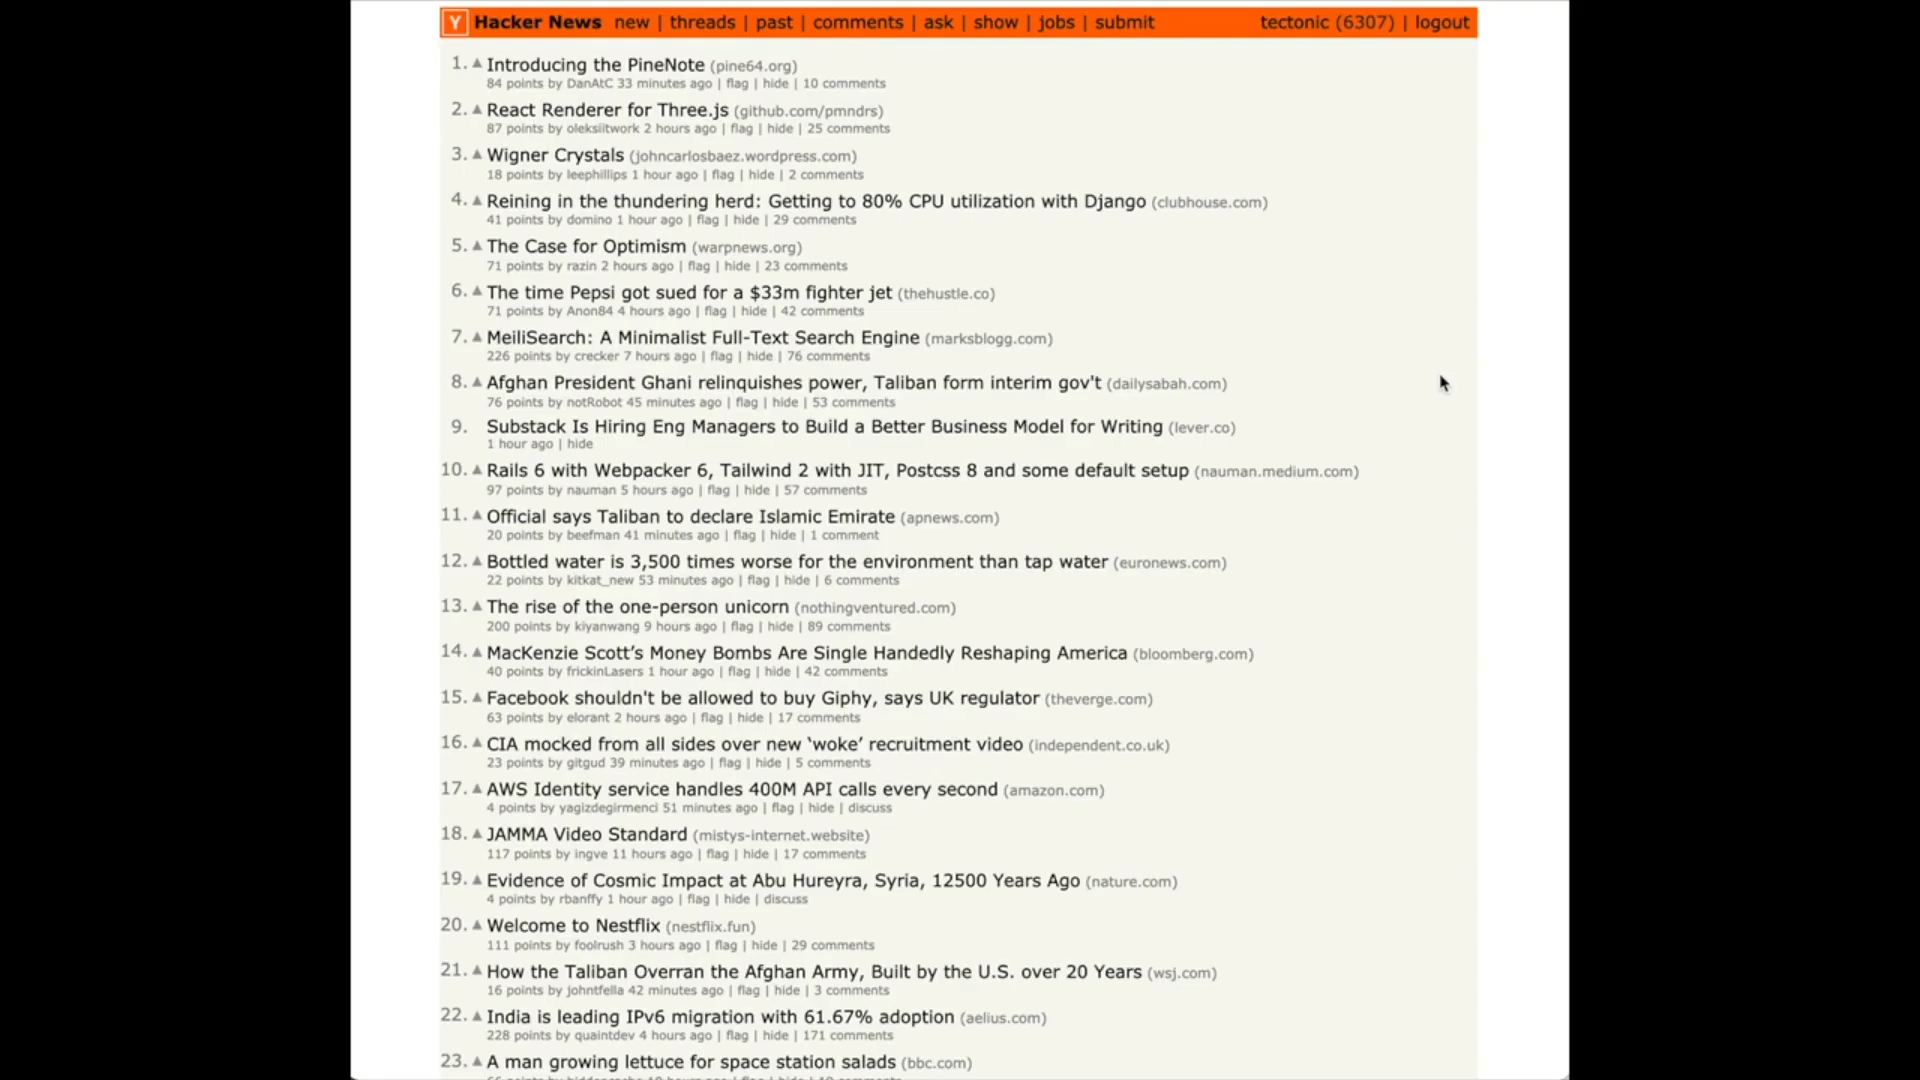 Y Hacker News new | threads | past | comments | ask | show | jobs | submit tectonic (6307) | logout
1. Introducing the PineNote (pine64.org)
84 points by DanAtC 33 minutes ago | flag | hide | 10 comments
2. React Renderer for Three.js (github.com/pmndrs)
87 points by oleksiitwork 2 hours ago | flag | hide | 25 comments
3. Wigner Crystals (johncarlosbaez.wordpress.com)
18 points by leephillips 1 hour ago | flag | hide | 2 comments
4. Reining in the thundering herd: Getting to 80% CPU utilization with Django (clubhouse.com)
41 points by domino 1 hour ago | flag | hide | 29 comments
5. The Case for Optimism (warpnews.org)
71 points by razin 2 hours ago | flag | hide | 23 comments
6. The time Pepsi got sued for a $33m fighter jet (thehustle.co)
71 points by Anon84 4 hours ago | flag | hide | 42 comments
7. MeiliSearch: A Minimalist Full-Text Search Engine (marksblogg.com)
226 points by crecker 7 hours ago | flag | hide | 76 comments
8. Afghan President Ghani relinquishes power, Taliban form interim gov't (dailysabah.com)
76 points by notRobot 45 minutes ago | flag | hide | 53 comments
9. Substack Is Hiring Eng Managers to Build a Better Business Model for Writing (lever.co)
1 hour ago | hide
10. Rails 6 with Webpacker 6, Tailwind 2 with JIT, Postcss 8 and some default setup (nauman.medium.com)
97 points by nauman 5 hours ago | flag | hide | 57 comments
11. Official says Taliban to declare Islamic Emirate (apnews.com)
20 points by beefman 41 minutes ago | flag | hide | 1 comment
12. Bottled water is 3,500 times worse for the environment than tap water (euronews.com)
22 points by kitkat_new 53 minutes ago | flag | hide | 6 comments
13. The rise of the one-person unicorn (nothingventured.com)
200 points by kiyanwang 9 hours ago | flag | hide | 89 comments
14. MacKenzie Scott’s Money Bombs Are Single Handedly Reshaping America (bloomberg.com)
40 points by frickinLasers 1 hour ago | flag | hide | 42 comments
15. Facebook shouldn't be allowed to buy Giphy, says UK regulator (theverge.com)
63 points by elorant 2 hours ago | flag | hide | 17 comments
16. CIA mocked from all sides over new ‘woke’ recruitment video (independent.co.uk)
23 points by gitgud 39 minutes ago | flag | hide | 5 comments
17. AWS Identity service handles 400M API calls every second (amazon.com)
4 points by yagizdegirmenci 51 minutes ago | flag | hide | discuss
18. JAMMA Video Standard (mistys-internet.website)
117 points by ingve 11 hours ago | flag | hide | 17 comments
19. Evidence of Cosmic Impact at Abu Hureyra, Syria, 12500 Years Ago (nature.com)
4 points by rbanffy 1 hour ago | flag | hide | discuss
20. Welcome to Nestflix (nestflix.fun)
111 points by foolrush 3 hours ago | flag | hide | 29 comments
21. How the Taliban Overran the Afghan Army, Built by the U.S. over 20 Years (wsj.com)
16 points by johntfella 42 minutes ago | flag | hide | 3 comments
22. India is leading IPv6 migration with 61.67% adoption (aelius.com)
228 points by quaintdev 4 hours ago | flag | hide | 171 comments
23. A man growing lettuce for space station salads (bbc.com)